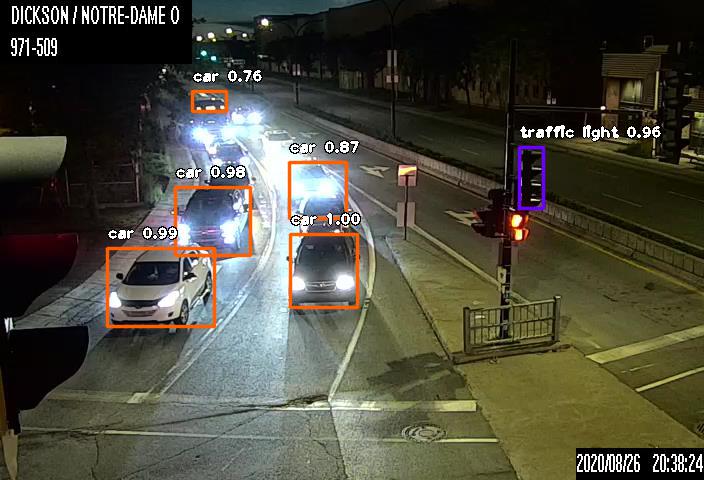 DICKSON / NOTRE-DAME O
971-509
car 0.76
traffic light 0.96
car 0.87
car 0.98
car 1.00
car 0.99
2020/08/26 20:38:24